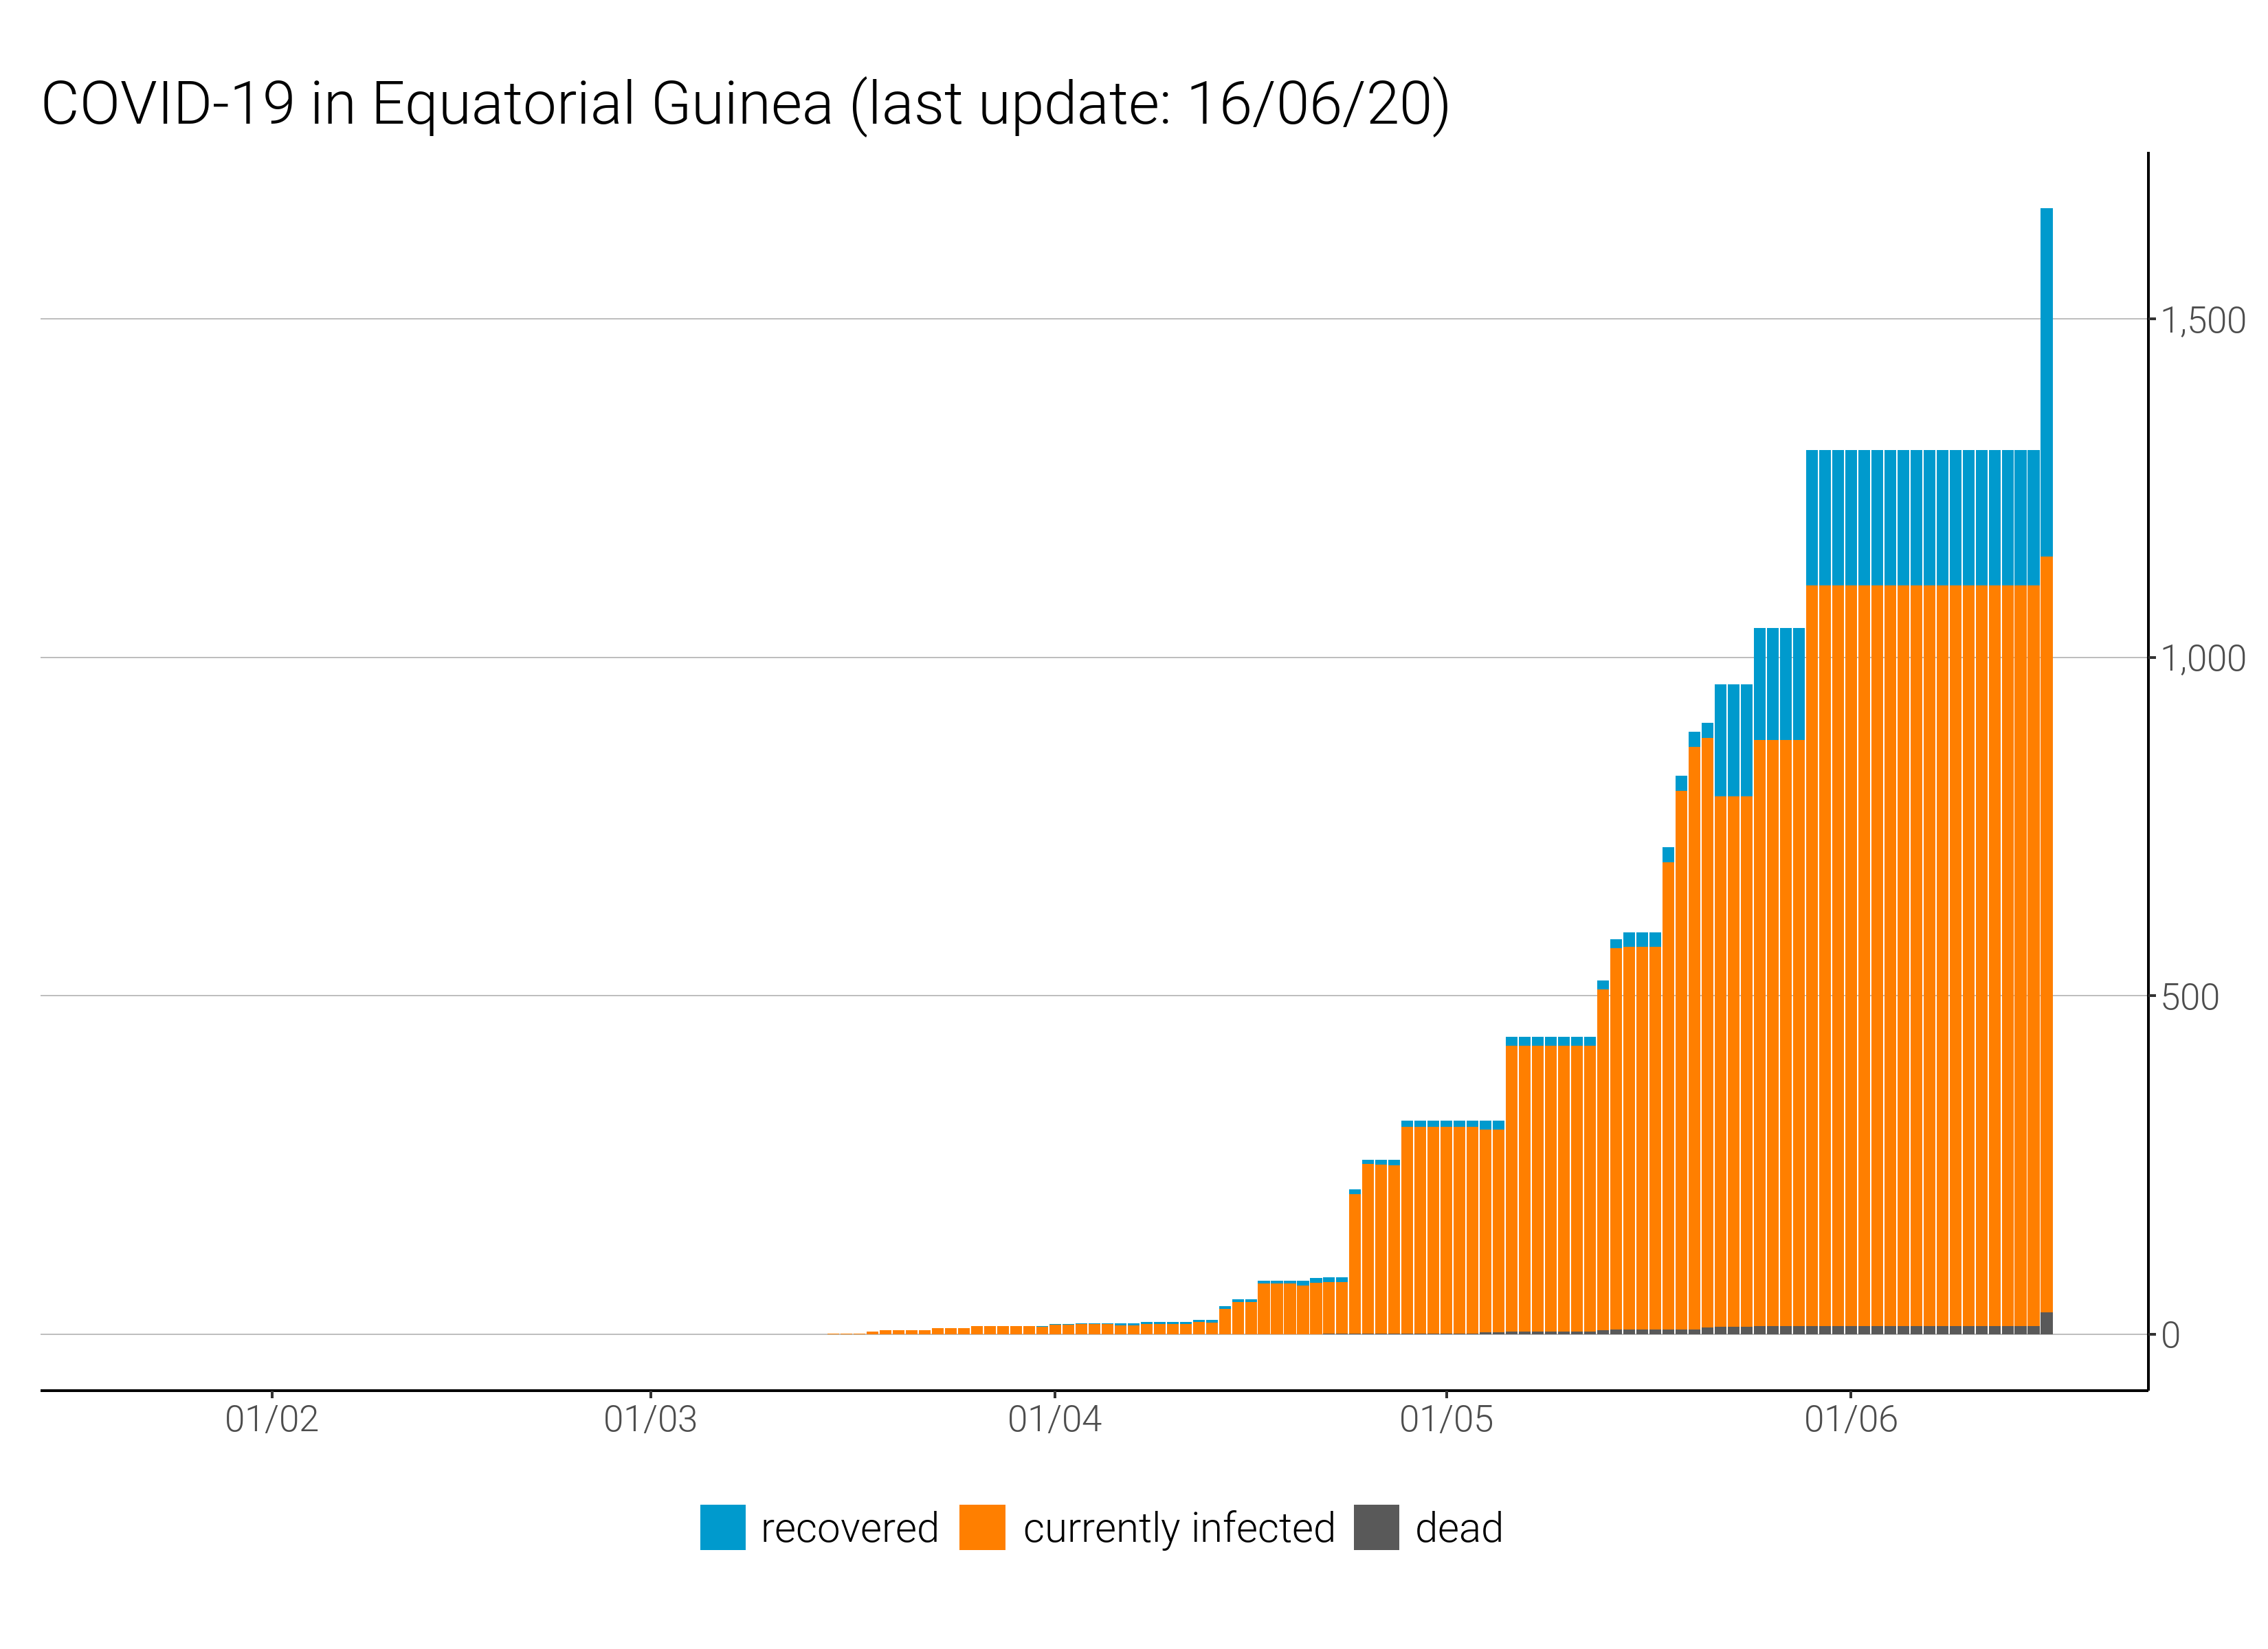 COVID-19 in Equatorial Guinea (last update: 16/06/20)
1,500
1,000
500
0
01/02 01/03 01/04 01/05 01/06
recovered currently infected dead